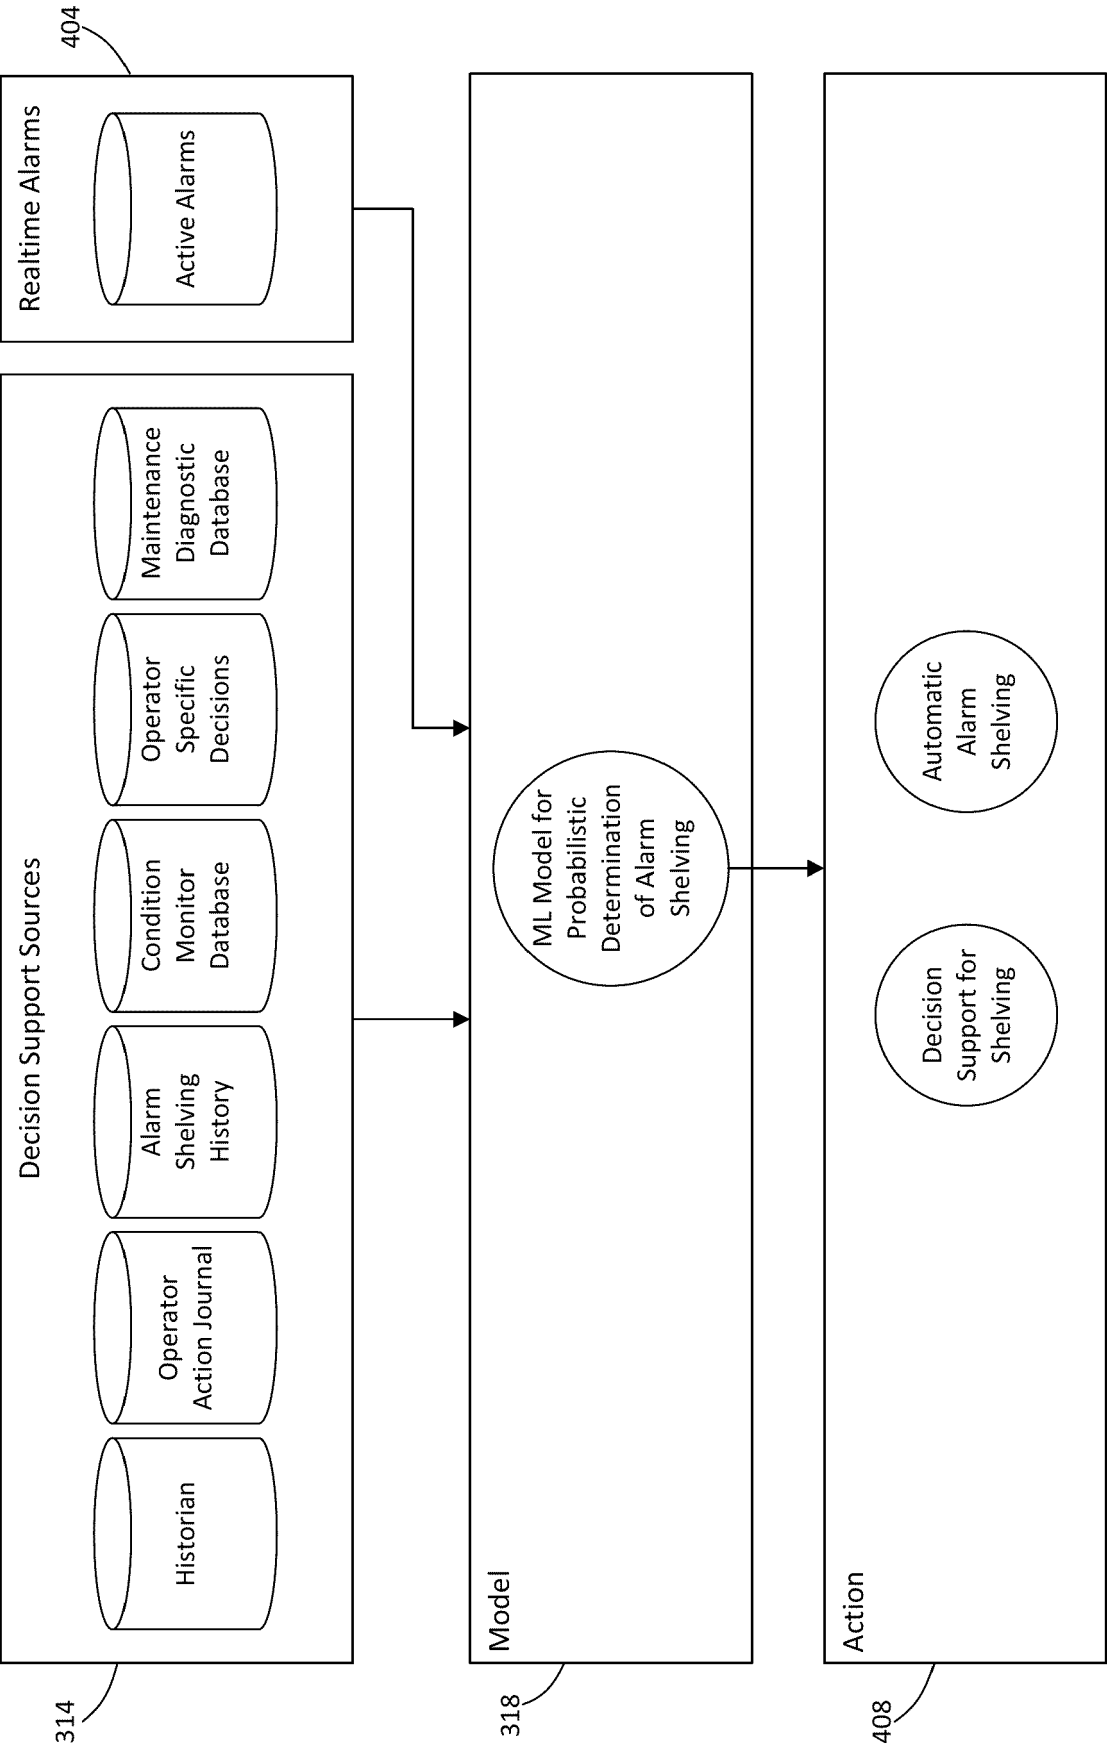 Decision Support Sources
Realtime Alarms
404
314
Historian
Operator
Action Journal
Alarm
Shelving
History
Condition
Monitor
Database
Operator
Specific
Decisions
Maintenance
Diagnostic
Database
Active Alarms
Model
318
ML Model for
Probabilistic
Determination
of Alarm
Shelving
Action
408
Decision
Support for
Shelving
Automatic
Alarm
Shelving